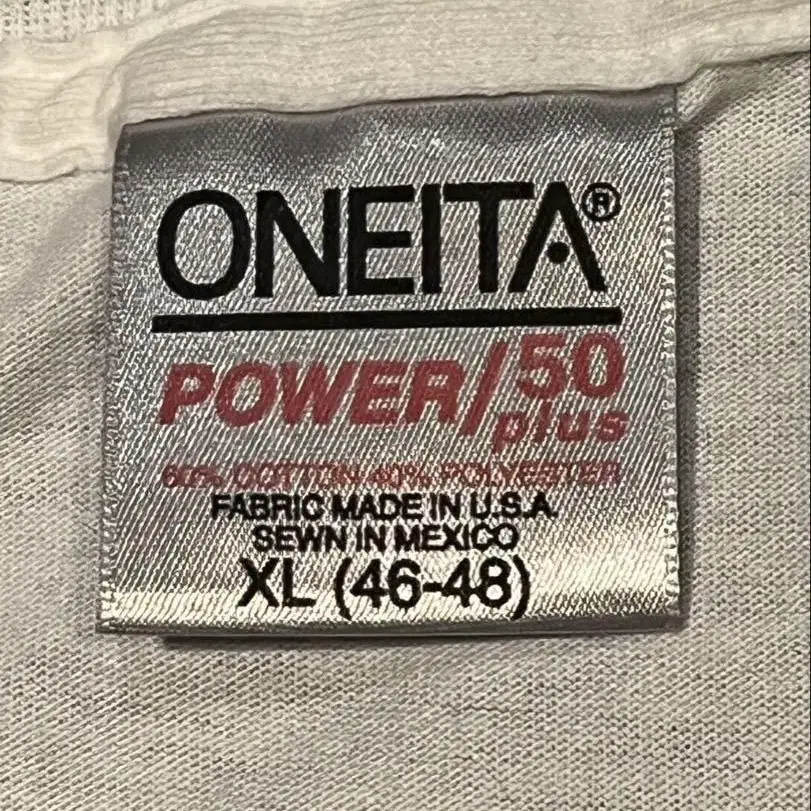 ONEITA®
POWER/50 plus
60% COTTON 40% POLYESTER
FABRIC MADE IN U.S.A.
SEWN IN MEXICO
XL (46-48)